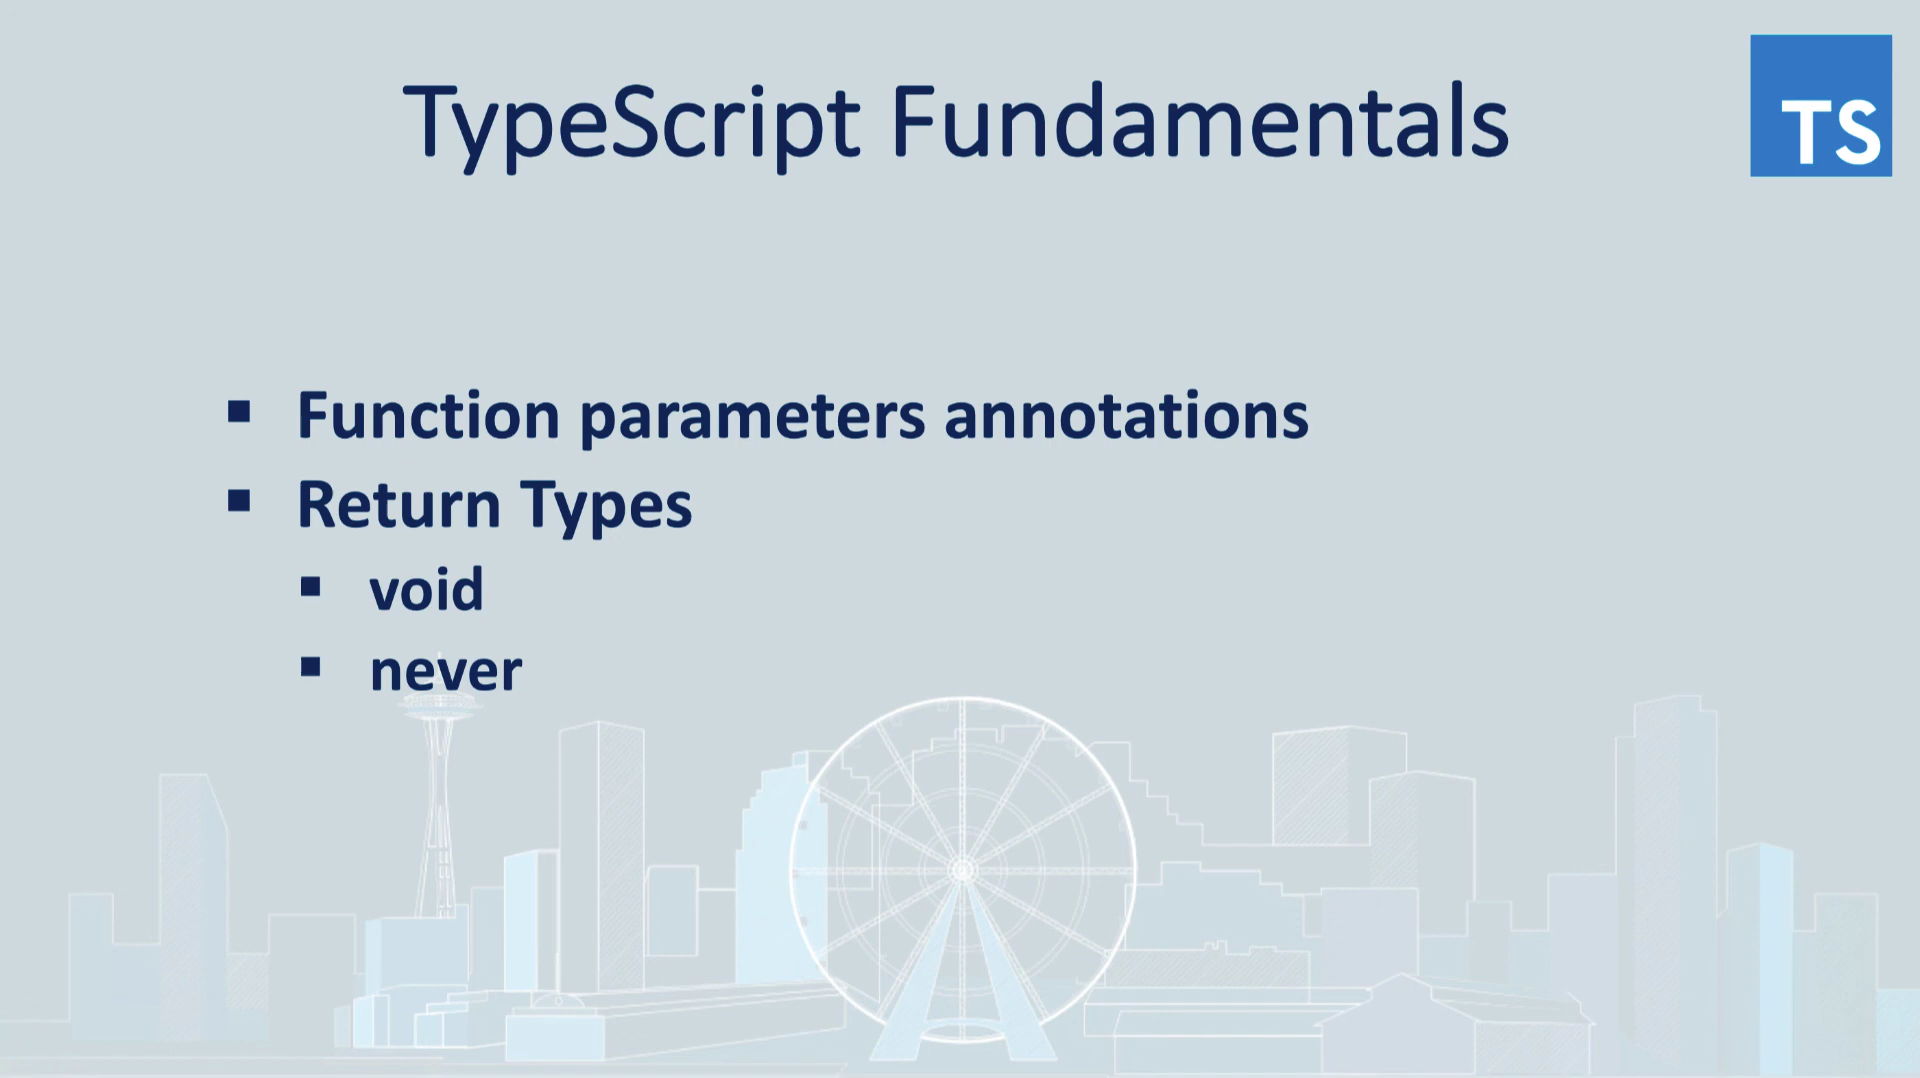 TypeScript Fundamentals
TS
▪ Function parameters annotations
▪ Return Types
▪ void
▪ never